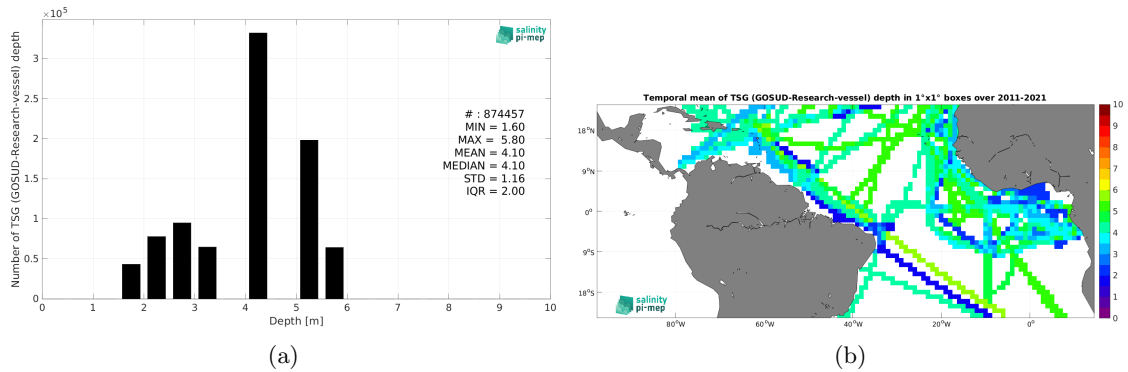 ×10⁵
3
2.5
2
1.5
1
0.5
0
Number of TSG (GOSUD-Research-vessel) depth
0 1 2 3 4 5 6 7 8 9 10
Depth [m]
salinity
pi-mep
# : 874457
MIN = 1.60
MAX = 5.80
MEAN = 4.10
MEDIAN = 4.10
STD = 1.16
IQR = 2.00
(a)
Temporal mean of TSG (GOSUD-Research-vessel) depth in 1°x1° boxes over 2011-2021
18°N
9°N
0°
9°S
18°S
80°W 60°W 40°W 20°W 0°
salinity
pi-mep
10
9
8
7
6
5
4
3
2
1
0
(b)